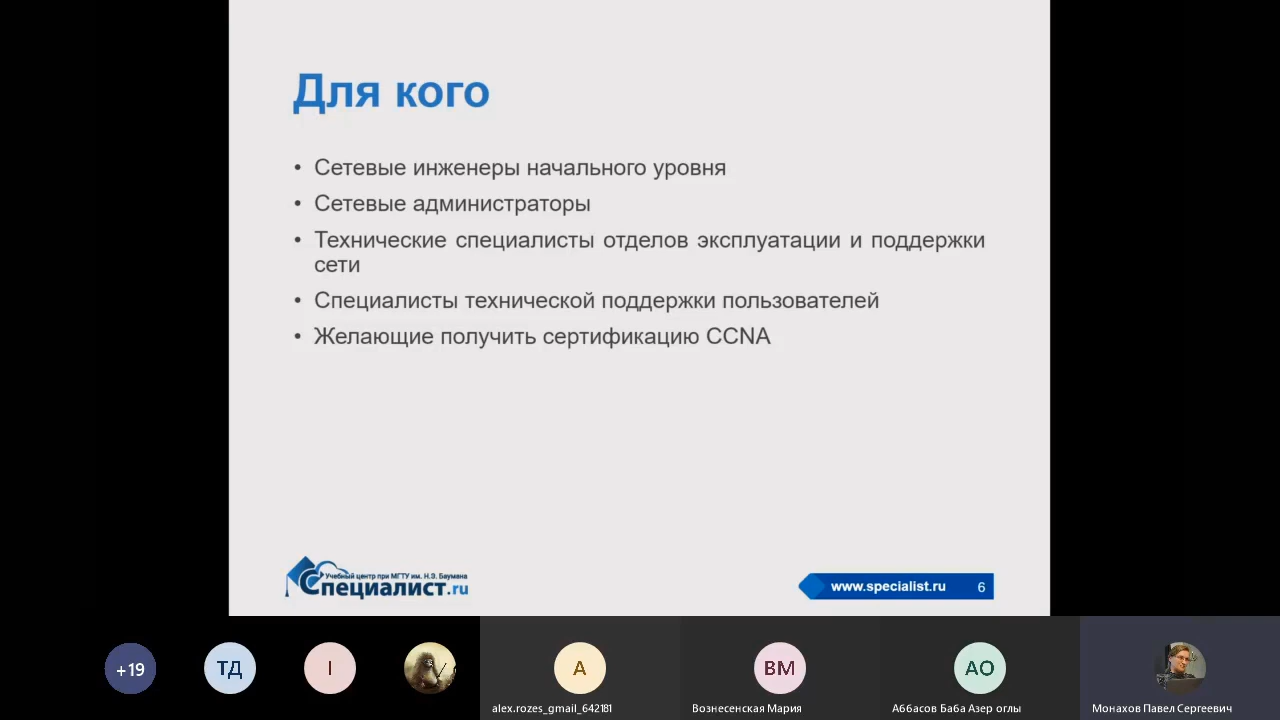 Для кого
• Сетевые инженеры начального уровня
• Сетевые администраторы
• Технические специалисты отделов эксплуатации и поддержки
сети
• Специалисты технической поддержки пользователей
• Желающие получить сертификацию CCNA
Учебный центр при МГТУ им. Н.Э. Баумана
Специалист.ru
www.specialist.ru 6
+19 ТД I А ВМ АО
alex.rozes_gmail_642181 Вознесенская Мария Аббасов Баба Азер оглы Монахов Павел Сергеевич